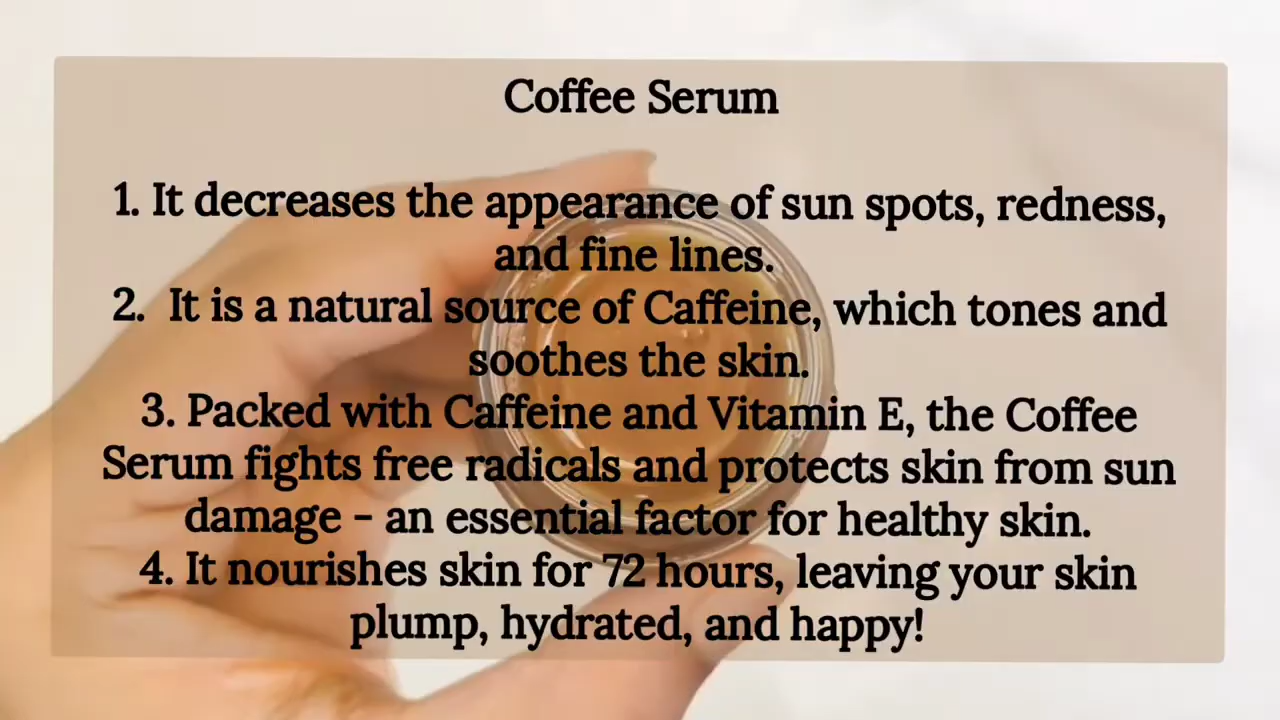 Coffee Serum
1. It decreases the appearance of sun spots, redness,
and fine lines.
2.  It is a natural source of Caffeine, which tones and
soothes the skin.
3. Packed with Caffeine and Vitamin E, the Coffee
Serum fights free radicals and protects skin from sun
damage - an essential factor for healthy skin.
4. It nourishes skin for 72 hours, leaving your skin
plump, hydrated, and happy!